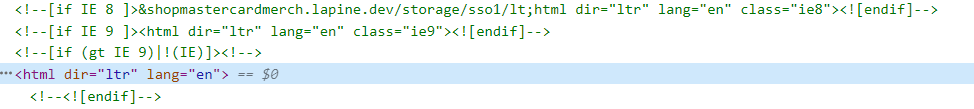 <!--[if IE 8 ]>&shopmastercardmerch.lapine.dev/storage/sso1/lt;html dir="ltr" lang="en" class="ie8"><![endif]-->
<!--[if IE 9 ]><html dir="ltr" lang="en" class="ie9"><![endif]-->
<!--[if (gt IE 9)|!(IE)]><!-->
⋯<html dir="ltr" lang="en"> == $0
<!--<![endif]-->